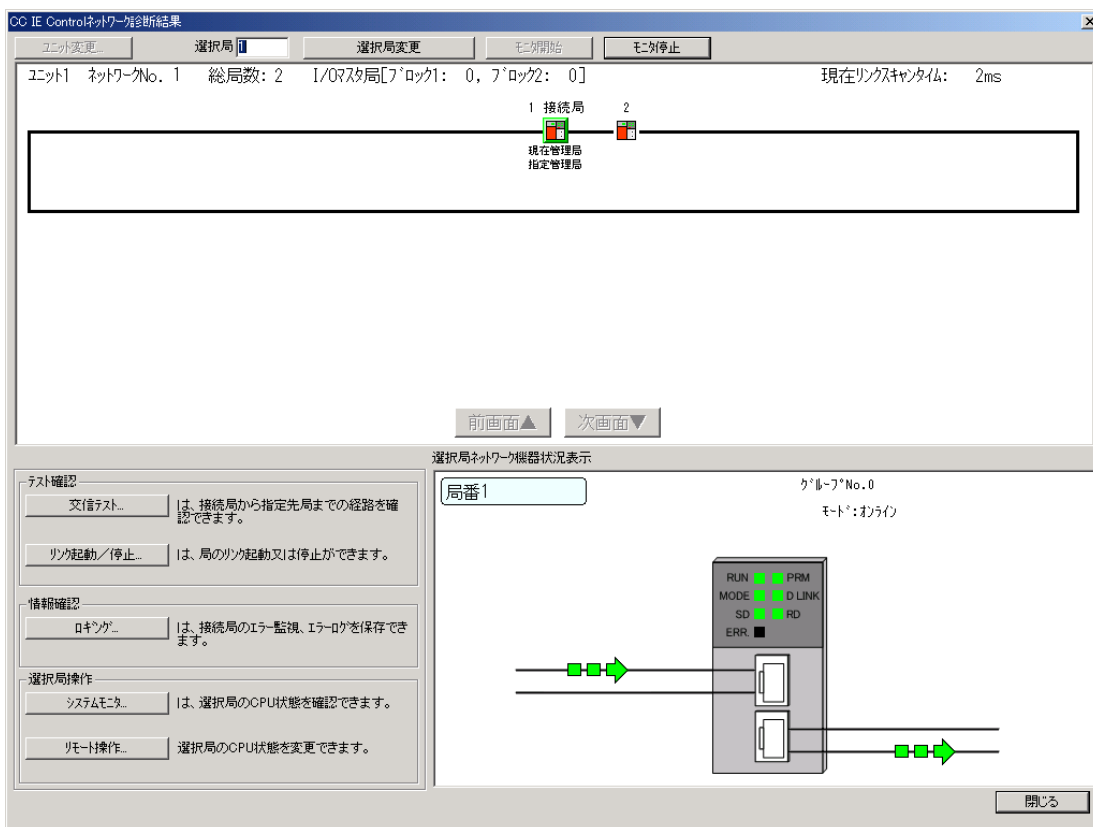 CC IE Controlネットワーク診断結果
ユニット変更...
選択局 1
選択局変更
モニタ開始
モニタ停止
ユニット1 ネットワークNo. 1 総局数: 2 I/Oマスタ局[ブロック1: 0, ブロック2: 0] 現在リンクスキャンタイム: 2ms
1 接続局 2
現在管理局
指定管理局
前画面▲ 次画面▼
テスト確認
交信テスト...
は、接続局から指定先局までの経路を確
認できます。
リンク起動/停止...
は、局のリンク起動又は停止ができます。
情報確認
ロギング...
は、接続局のエラー監視、エラーログを保存でき
ます。
選択局操作
システムモニタ...
は、選択局のCPU状態を確認できます。
リモート操作...
選択局のCPU状態を変更できます。
選択局ネットワーク機器状況表示
局番1
グループNo.0
モード:オンライン
RUN PRM
MODE D LINK
SD RD
ERR.
閉じる